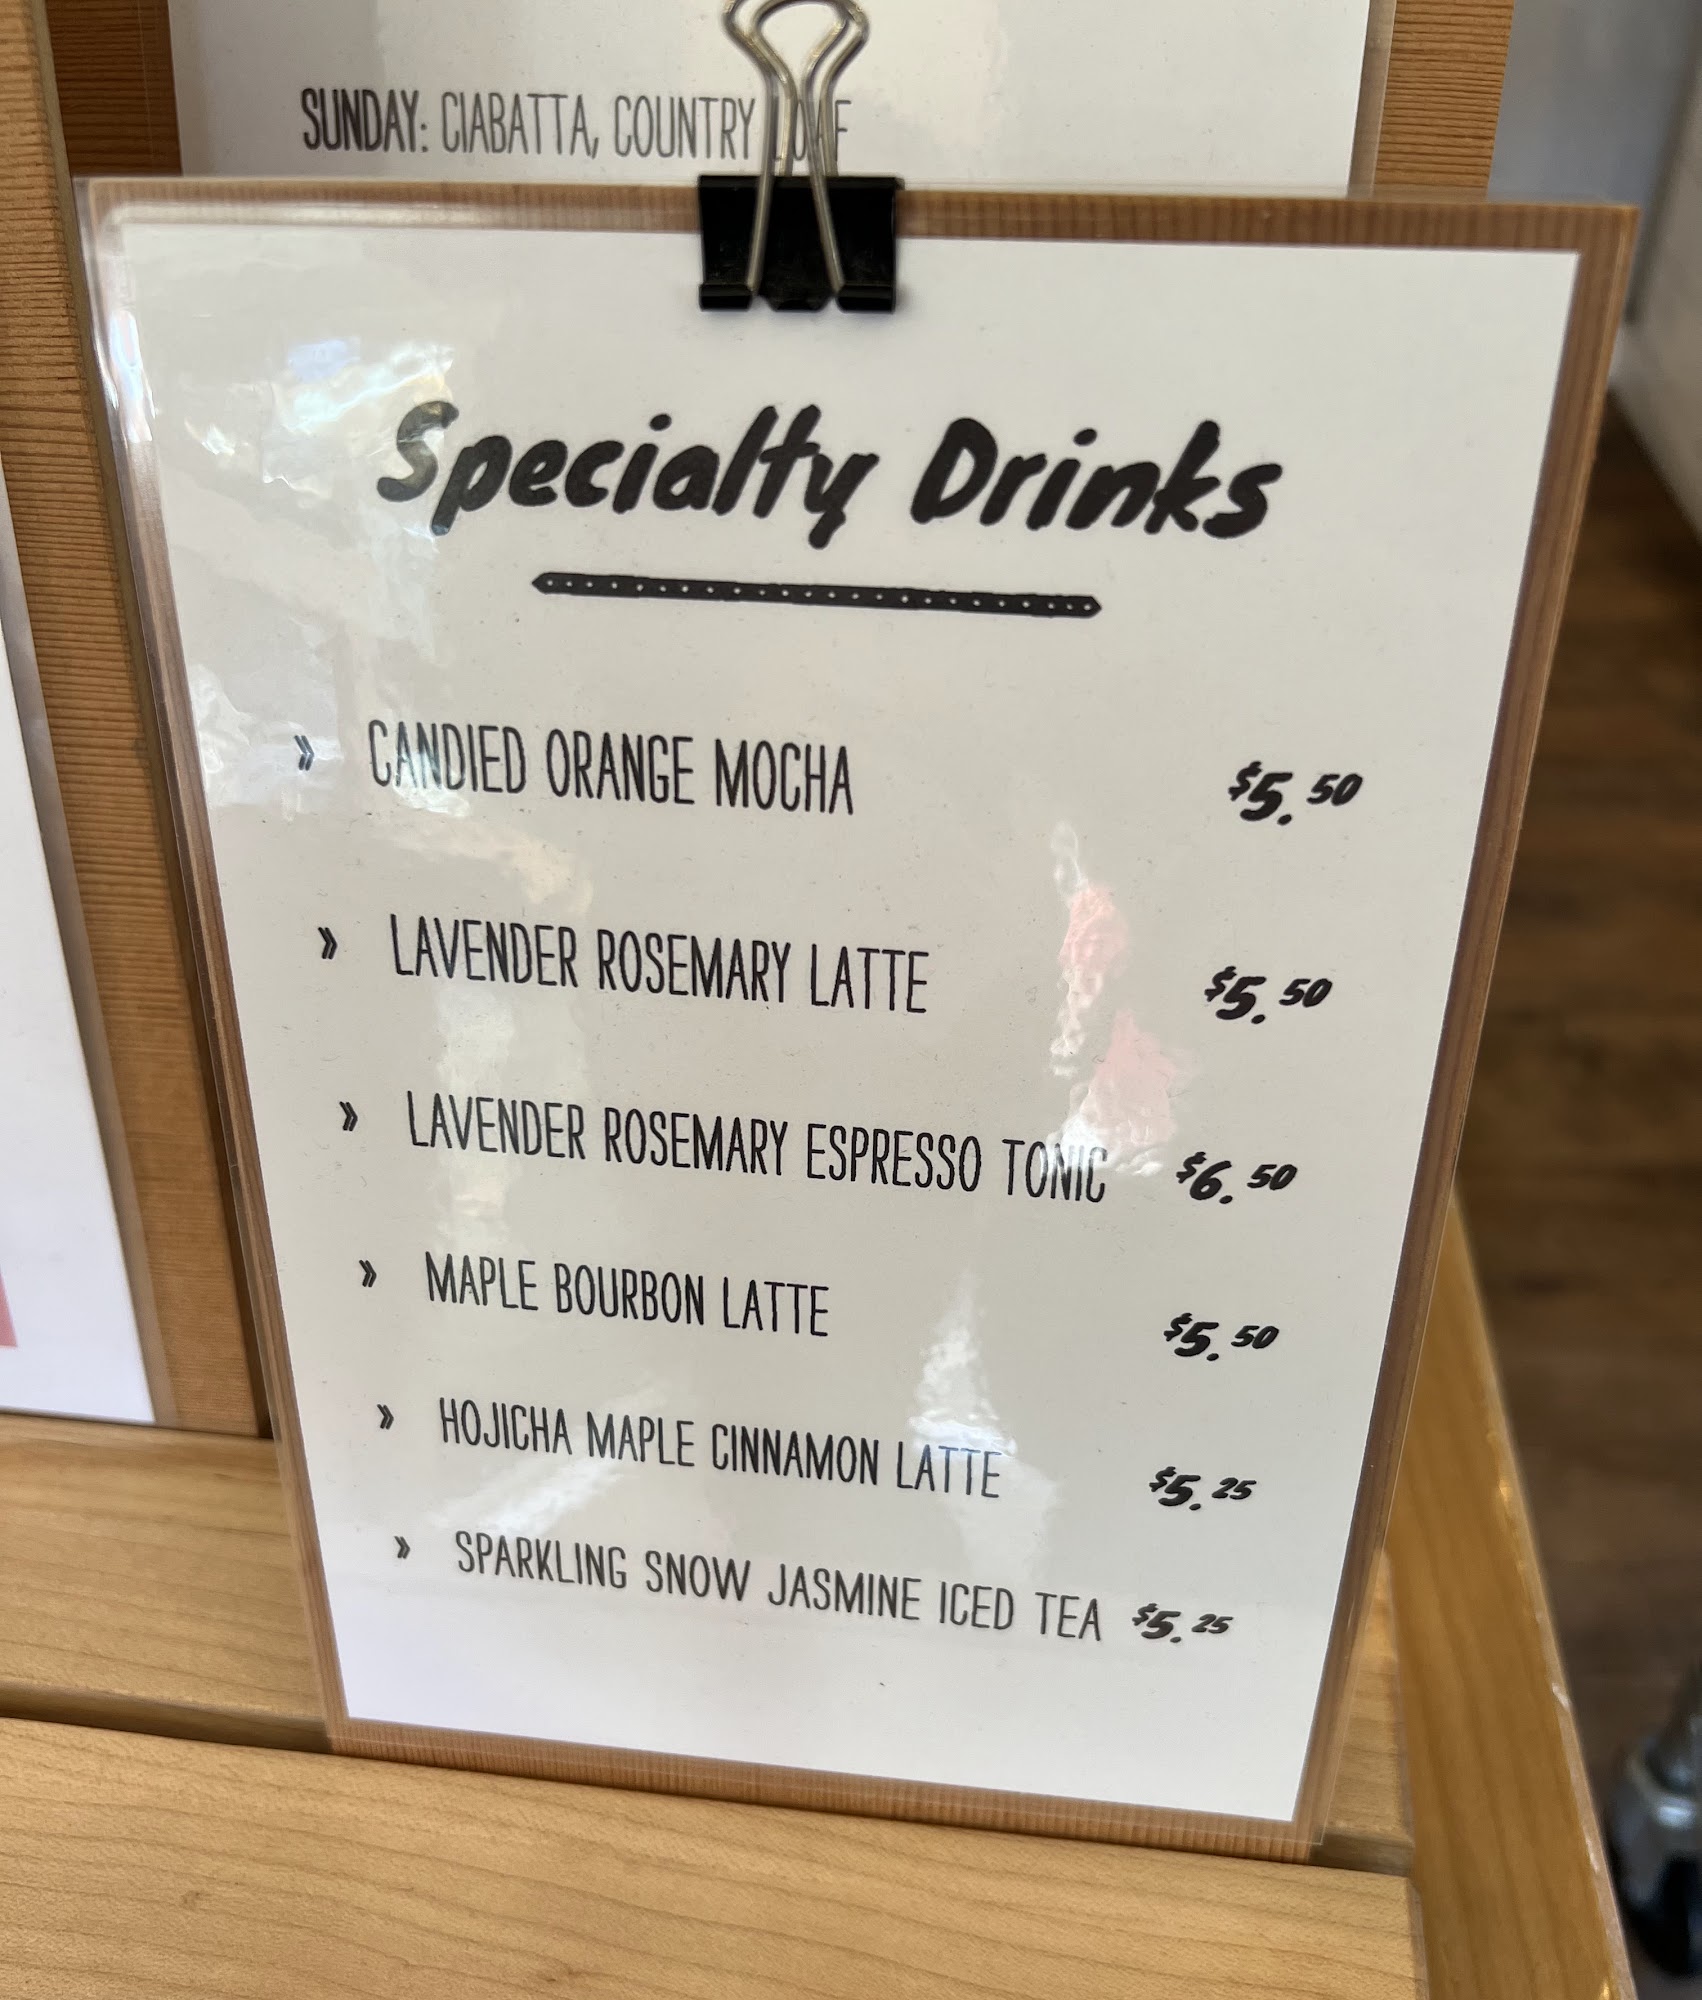 SUNDAY: CIABATTA, COUNTRY LOAF
Specialty Drinks
» CANDIED ORANGE MOCHA $5.50
» LAVENDER ROSEMARY LATTE $5.50
» LAVENDER ROSEMARY ESPRESSO TONIC $6.50
» MAPLE BOURBON LATTE $5.50
» HOJICHA MAPLE CINNAMON LATTE $5.25
» SPARKLING SNOW JASMINE ICED TEA $5.25